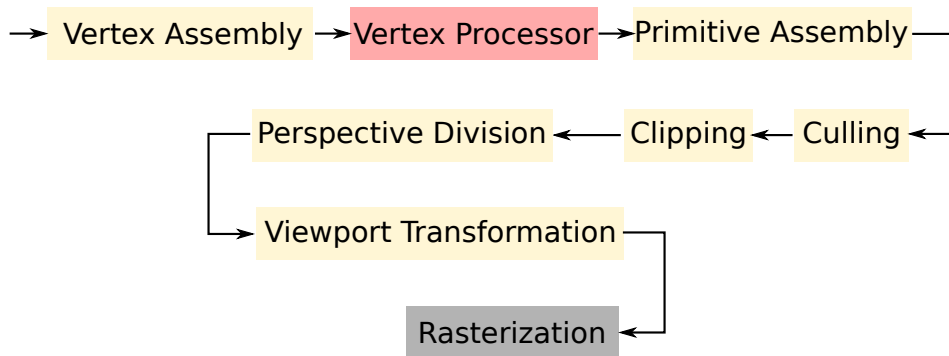 Vertex Assembly
Vertex Processor
Primitive Assembly
Culling
Clipping
Perspective Division
Viewport Transformation
Rasterization